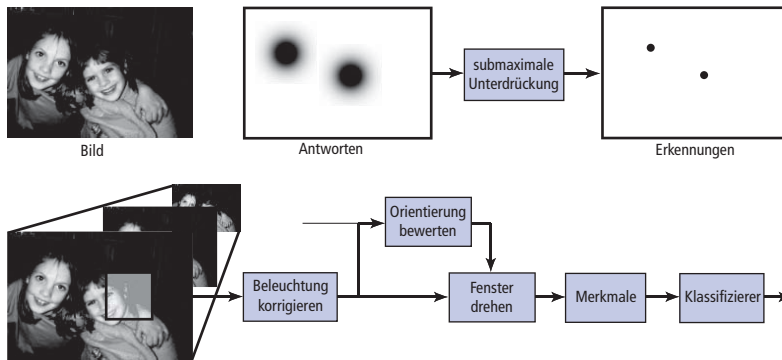 submaximale
Unterdrückung
Bild
Antworten
Erkennungen
Orientierung
bewerten
Beleuchtung
korrigieren
Fenster
drehen
Merkmale
Klassifizierer